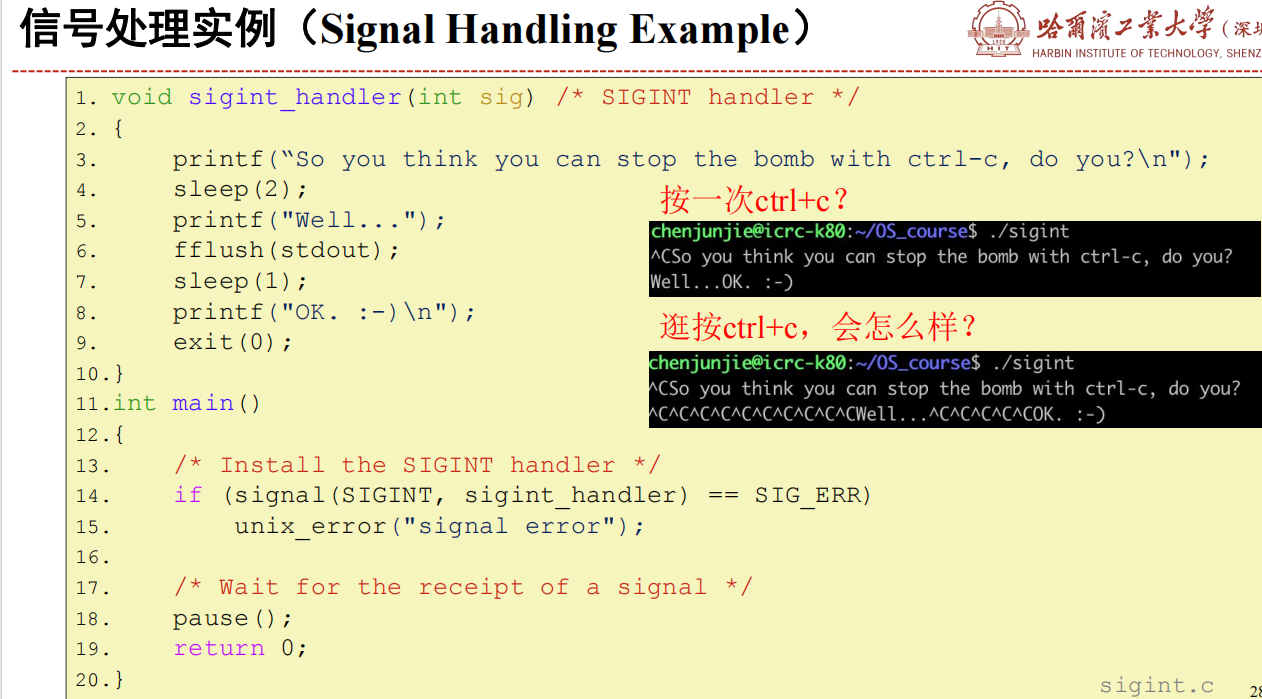 信号处理实例（Signal Handling Example）
哈尔滨工业大学（深圳
HARBIN INSTITUTE OF TECHNOLOGY, SHENZ
1920
HIT
1. void sigint_handler(int sig) /* SIGINT handler */
2. {
3. printf(“So you think you can stop the bomb with ctrl-c, do you?\n");
4. sleep(2);
5. printf("Well...");
6. fflush(stdout);
7. sleep(1);
8. printf("OK. :-)\n");
9. exit(0);
10.}
11.int main()
12.{
13. /* Install the SIGINT handler */
14. if (signal(SIGINT, sigint_handler) == SIG_ERR)
15. unix_error("signal error");
16.
17. /* Wait for the receipt of a signal */
18. pause();
19. return 0;
20.}
按一次ctrl+c？
chenjunjie@icrc-k80:~/OS_course$ ./sigint
^CSo you think you can stop the bomb with ctrl-c, do you?
Well...OK. :-)
逛按ctrl+c，会怎么样？
chenjunjie@icrc-k80:~/OS_course$ ./sigint
^CSo you think you can stop the bomb with ctrl-c, do you?
^C^C^C^C^C^C^C^C^C^CWell...^C^C^C^C^COK. :-)
sigint.c
28